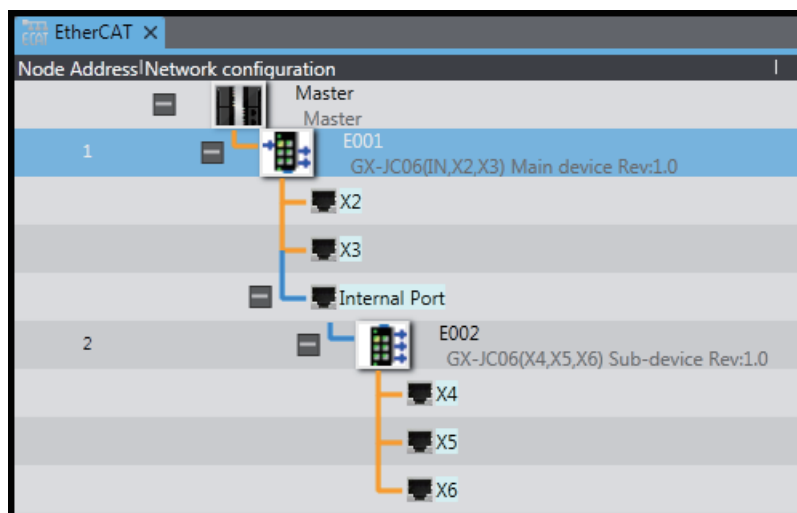 ECAT EtherCAT ×
Node Address Network configuration
Master
Master
1 E001
GX-JC06(IN,X2,X3) Main device Rev:1.0
X2
X3
Internal Port
2 E002
GX-JC06(X4,X5,X6) Sub-device Rev:1.0
X4
X5
X6